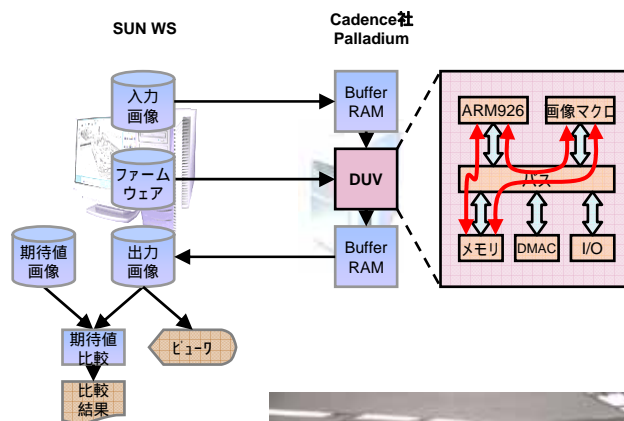 SUN WS
Cadence社
Palladium
入力
画像
Buffer
RAM
ARM926
画像マクロ
ファーム
ウェア
DUV
バス
期待値
画像
出力
画像
Buffer
RAM
メモリ
DMAC
I/O
期待値
比較
ビューワ
比較
結果